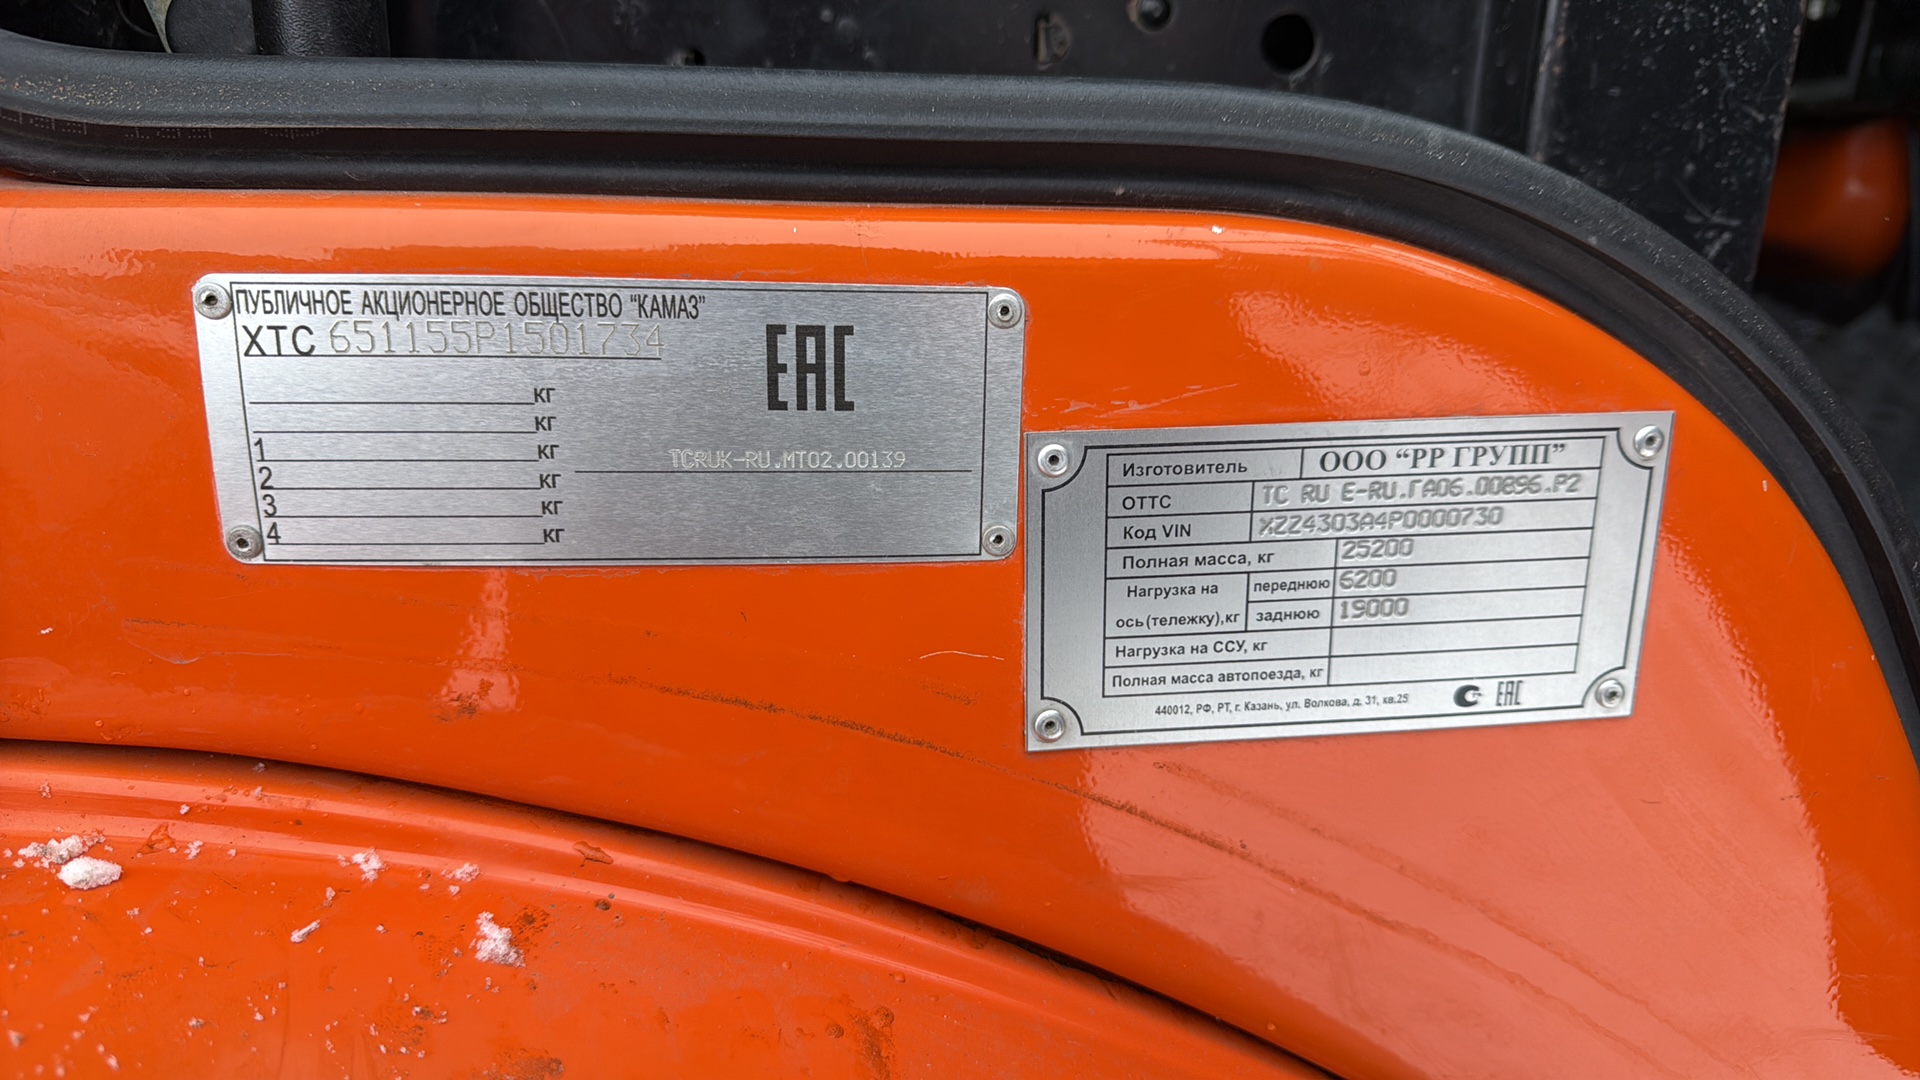 ПУБЛИЧНОЕ АКЦИОНЕРНОЕ ОБЩЕСТВО “КАМАЗ”
XTC 651155P1501734
EAC
кг
кг
1 кг
2 кг
3 кг
4 кг
TCRUK-RU.MT02.00139
Изготовитель ООО “РР ГРУПП”
ОТТС TC RU E-RU.ГА06.00896.Р2
Код VIN XZZ4303A4P0000730
Полная масса, кг 25200
Нагрузка на ось (тележку), кг переднюю 6200
заднюю 19000
Нагрузка на ССУ, кг
Полная масса автопоезда, кг
440012, РФ, РТ, г. Казань, ул. Волкова, д. 31, кв.25 EAC